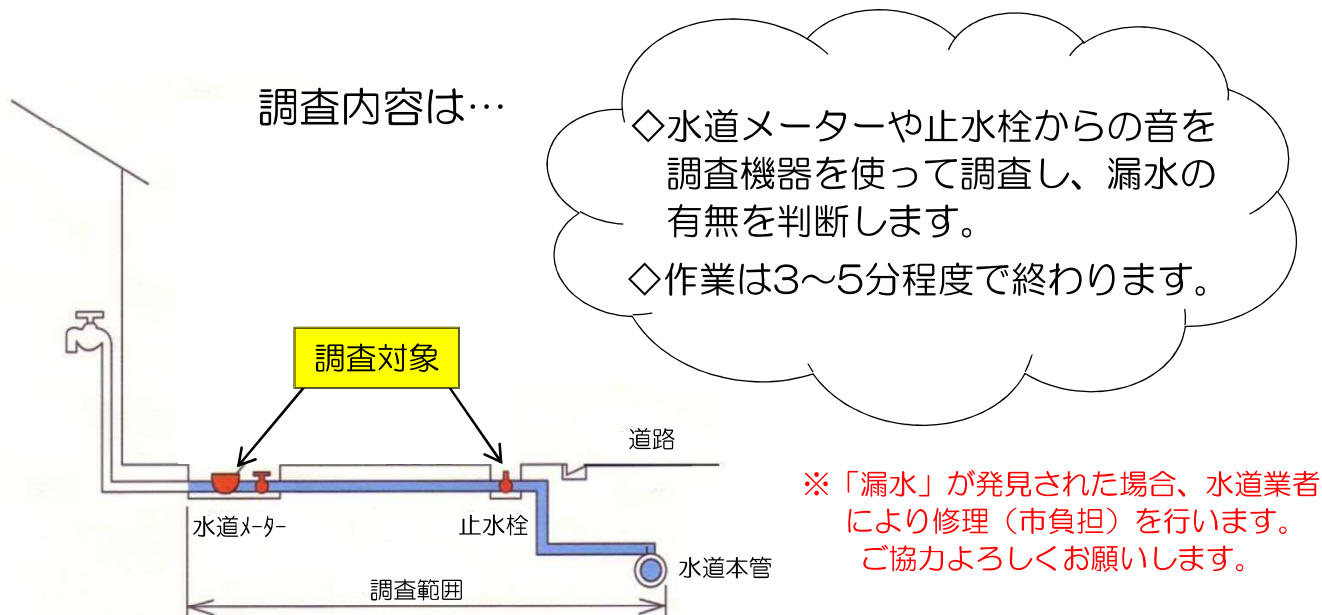 調査内容は…
◇水道メーターや止水栓からの音を
調査機器を使って調査し、漏水の
有無を判断します。
◇作業は3～5分程度で終わります。
調査対象
道路
水道ﾒｰﾀｰ
止水栓
水道本管
調査範囲
※「漏水」が発見された場合、水道業者
により修理（市負担）を行います。
ご協力よろしくお願いします。